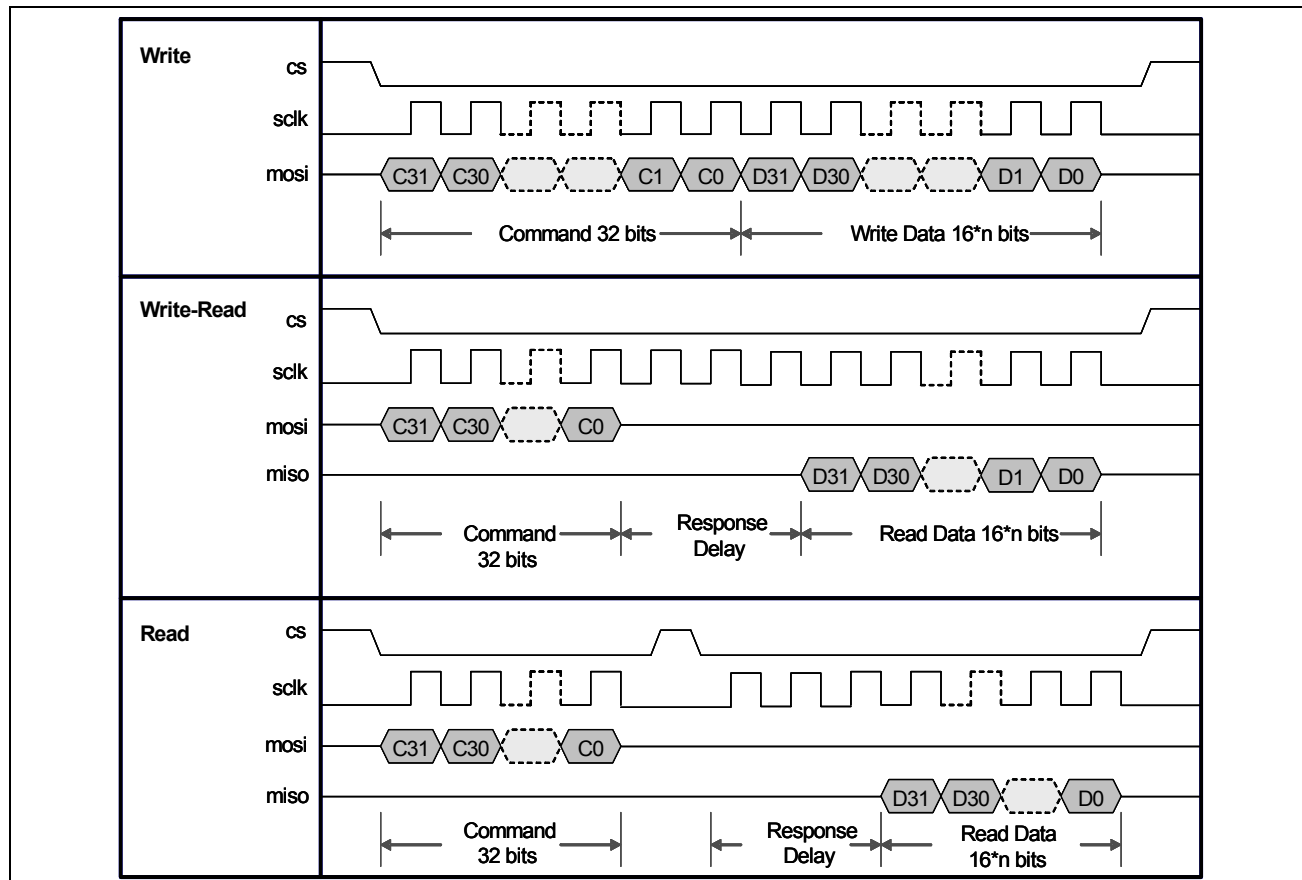 Write
cs
sclk
mosi
C31 C30 C1 C0 D31 D30 D1 D0
Command 32 bits Write Data 16*n bits
Write-Read
cs
sclk
mosi
C31 C30 C0
miso
D31 D30 D1 D0
Command
32 bits
Response
Delay
Read Data 16*n bits
Read
cs
sclk
mosi
C31 C30 C0
miso
D31 D30 D0
Command
32 bits
Response
Delay
Read Data
16*n bits